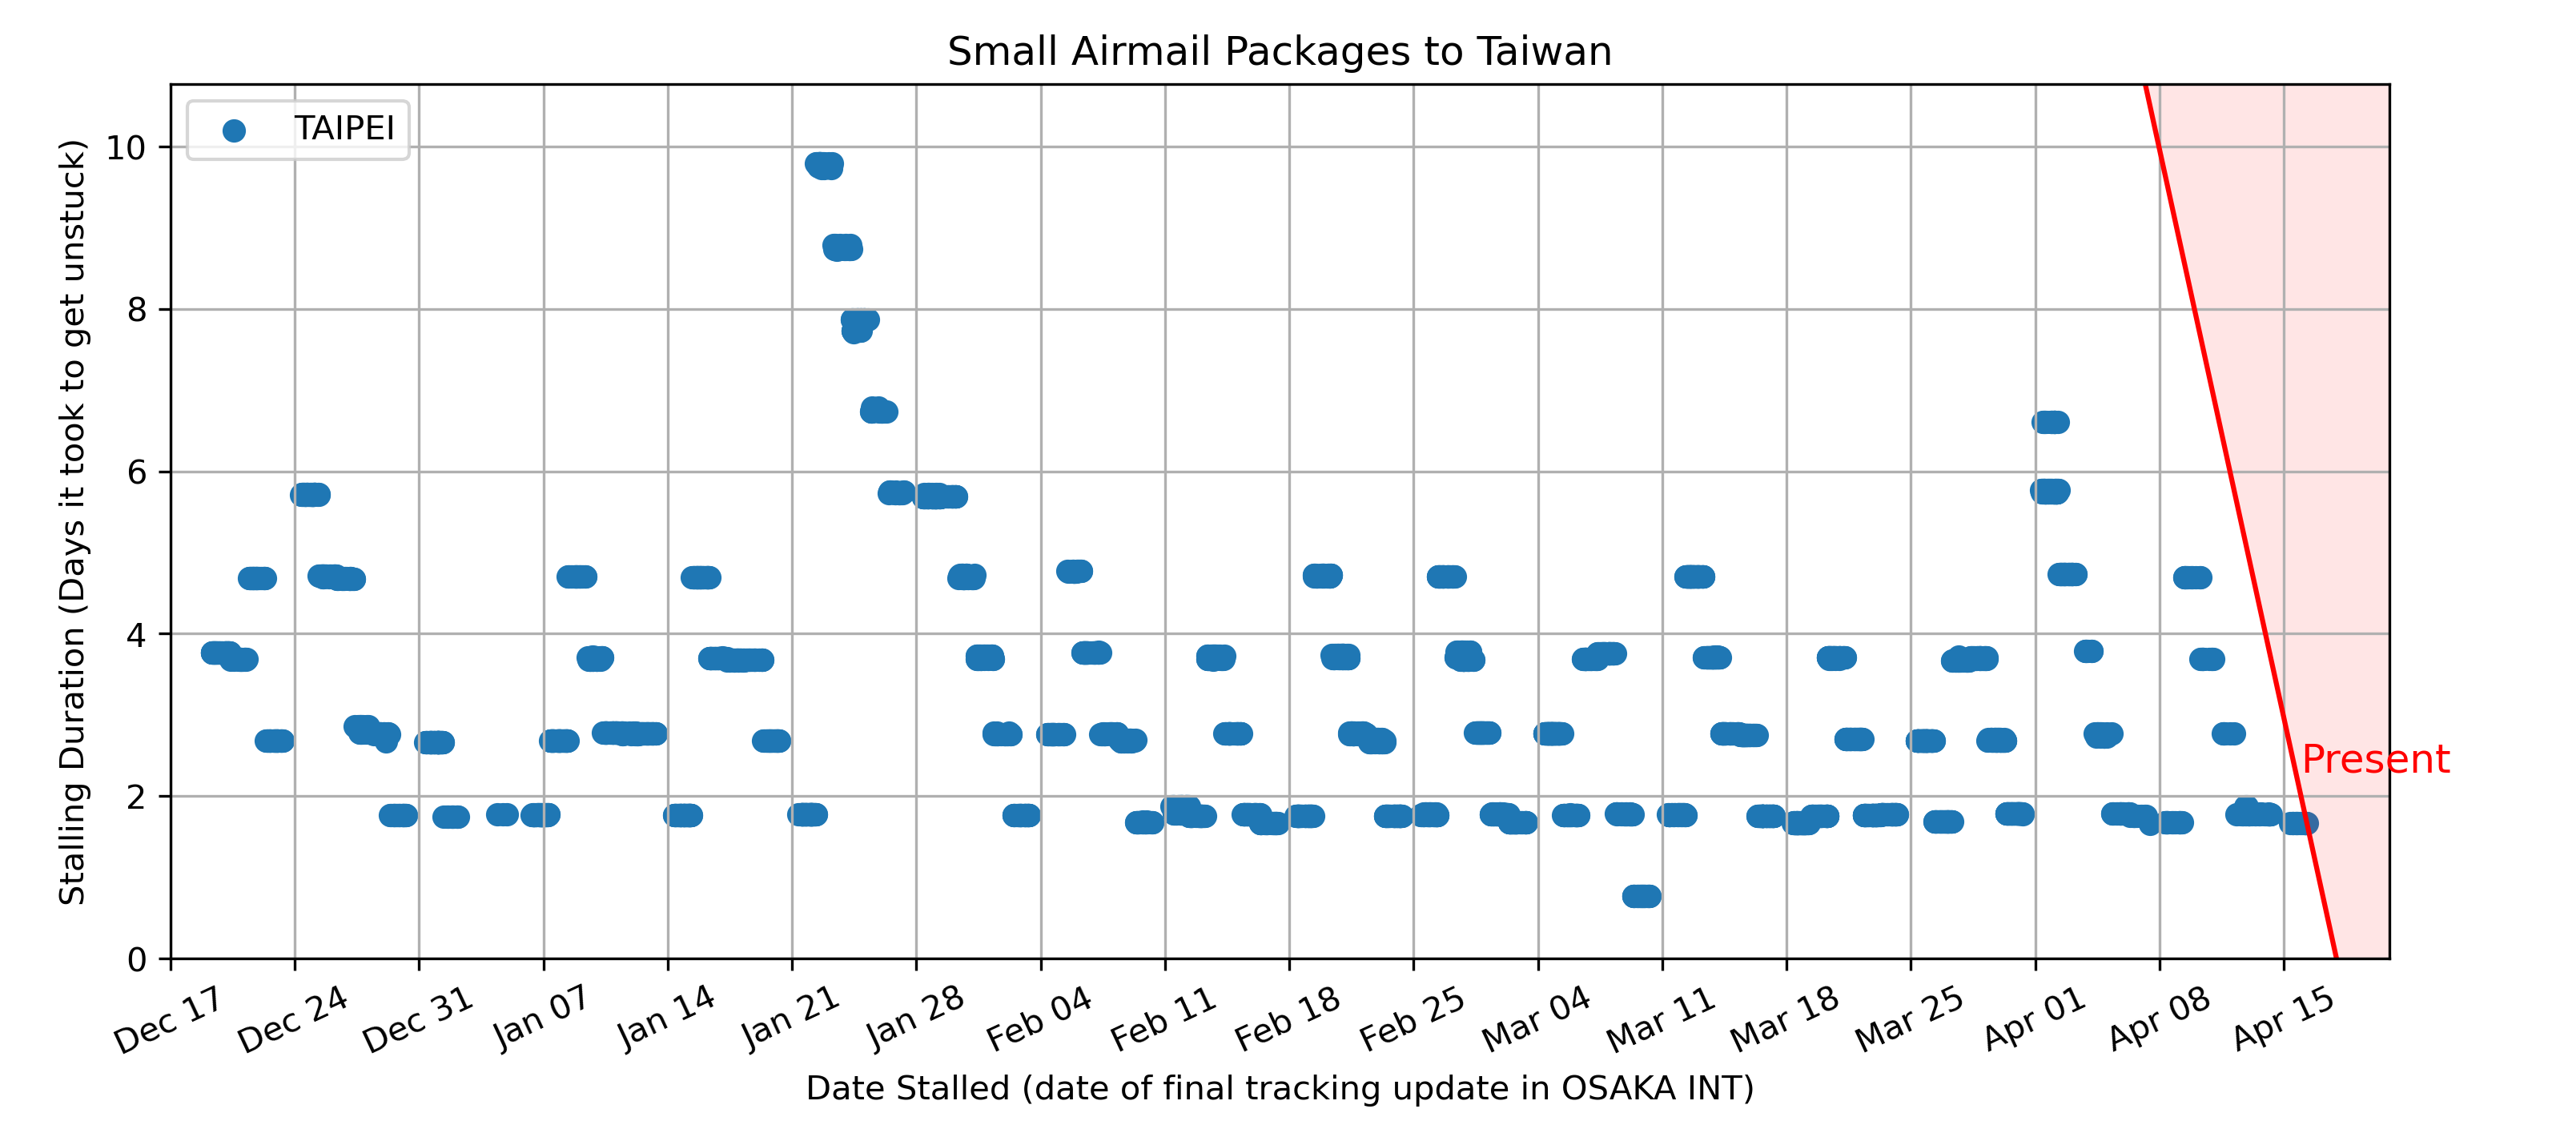 Small Airmail Packages to Taiwan
TAIPEI
Stalling Duration (Days it took to get unstuck)
10
8
6
4
2
0
Present
Dec 17
Dec 24
Dec 31
Jan 07
Jan 14
Jan 21
Jan 28
Feb 04
Feb 11
Feb 18
Feb 25
Mar 04
Mar 11
Mar 18
Mar 25
Apr 01
Apr 08
Apr 15
Date Stalled (date of final tracking update in OSAKA INT)